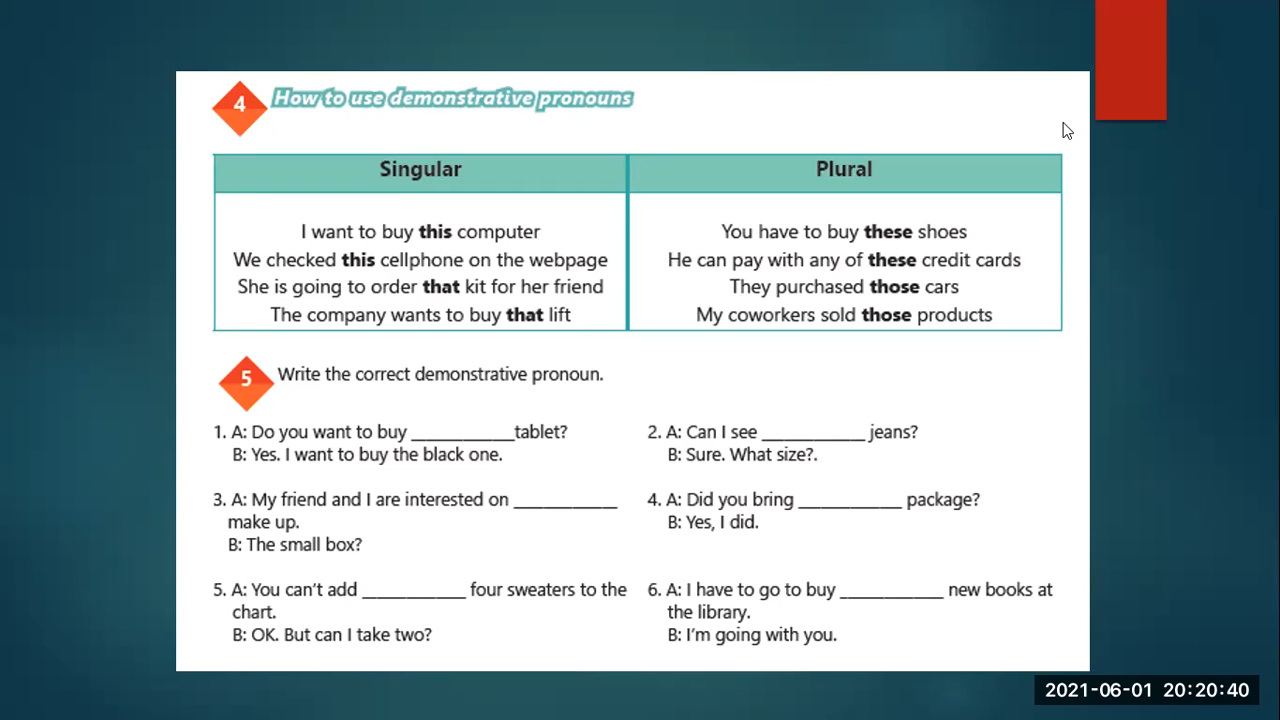 4
How to use demonstrative pronouns
Singular
Plural
I want to buy this computer
We checked this cellphone on the webpage
She is going to order that kit for her friend
The company wants to buy that lift
You have to buy these shoes
He can pay with any of these credit cards
They purchased those cars
My coworkers sold those products
5
Write the correct demonstrative pronoun.
1. A: Do you want to buy ____________tablet?
B: Yes. I want to buy the black one.
2. A: Can I see ____________ jeans?
B: Sure. What size?.
3. A: My friend and I are interested on ____________
make up.
B: The small box?
4. A: Did you bring ____________ package?
B: Yes, I did.
5. A: You can't add ____________ four sweaters to the
chart.
B: OK. But can I take two?
6. A: I have to go to buy ____________ new books at
the library.
B: I'm going with you.
2021-06-01 20:20:40